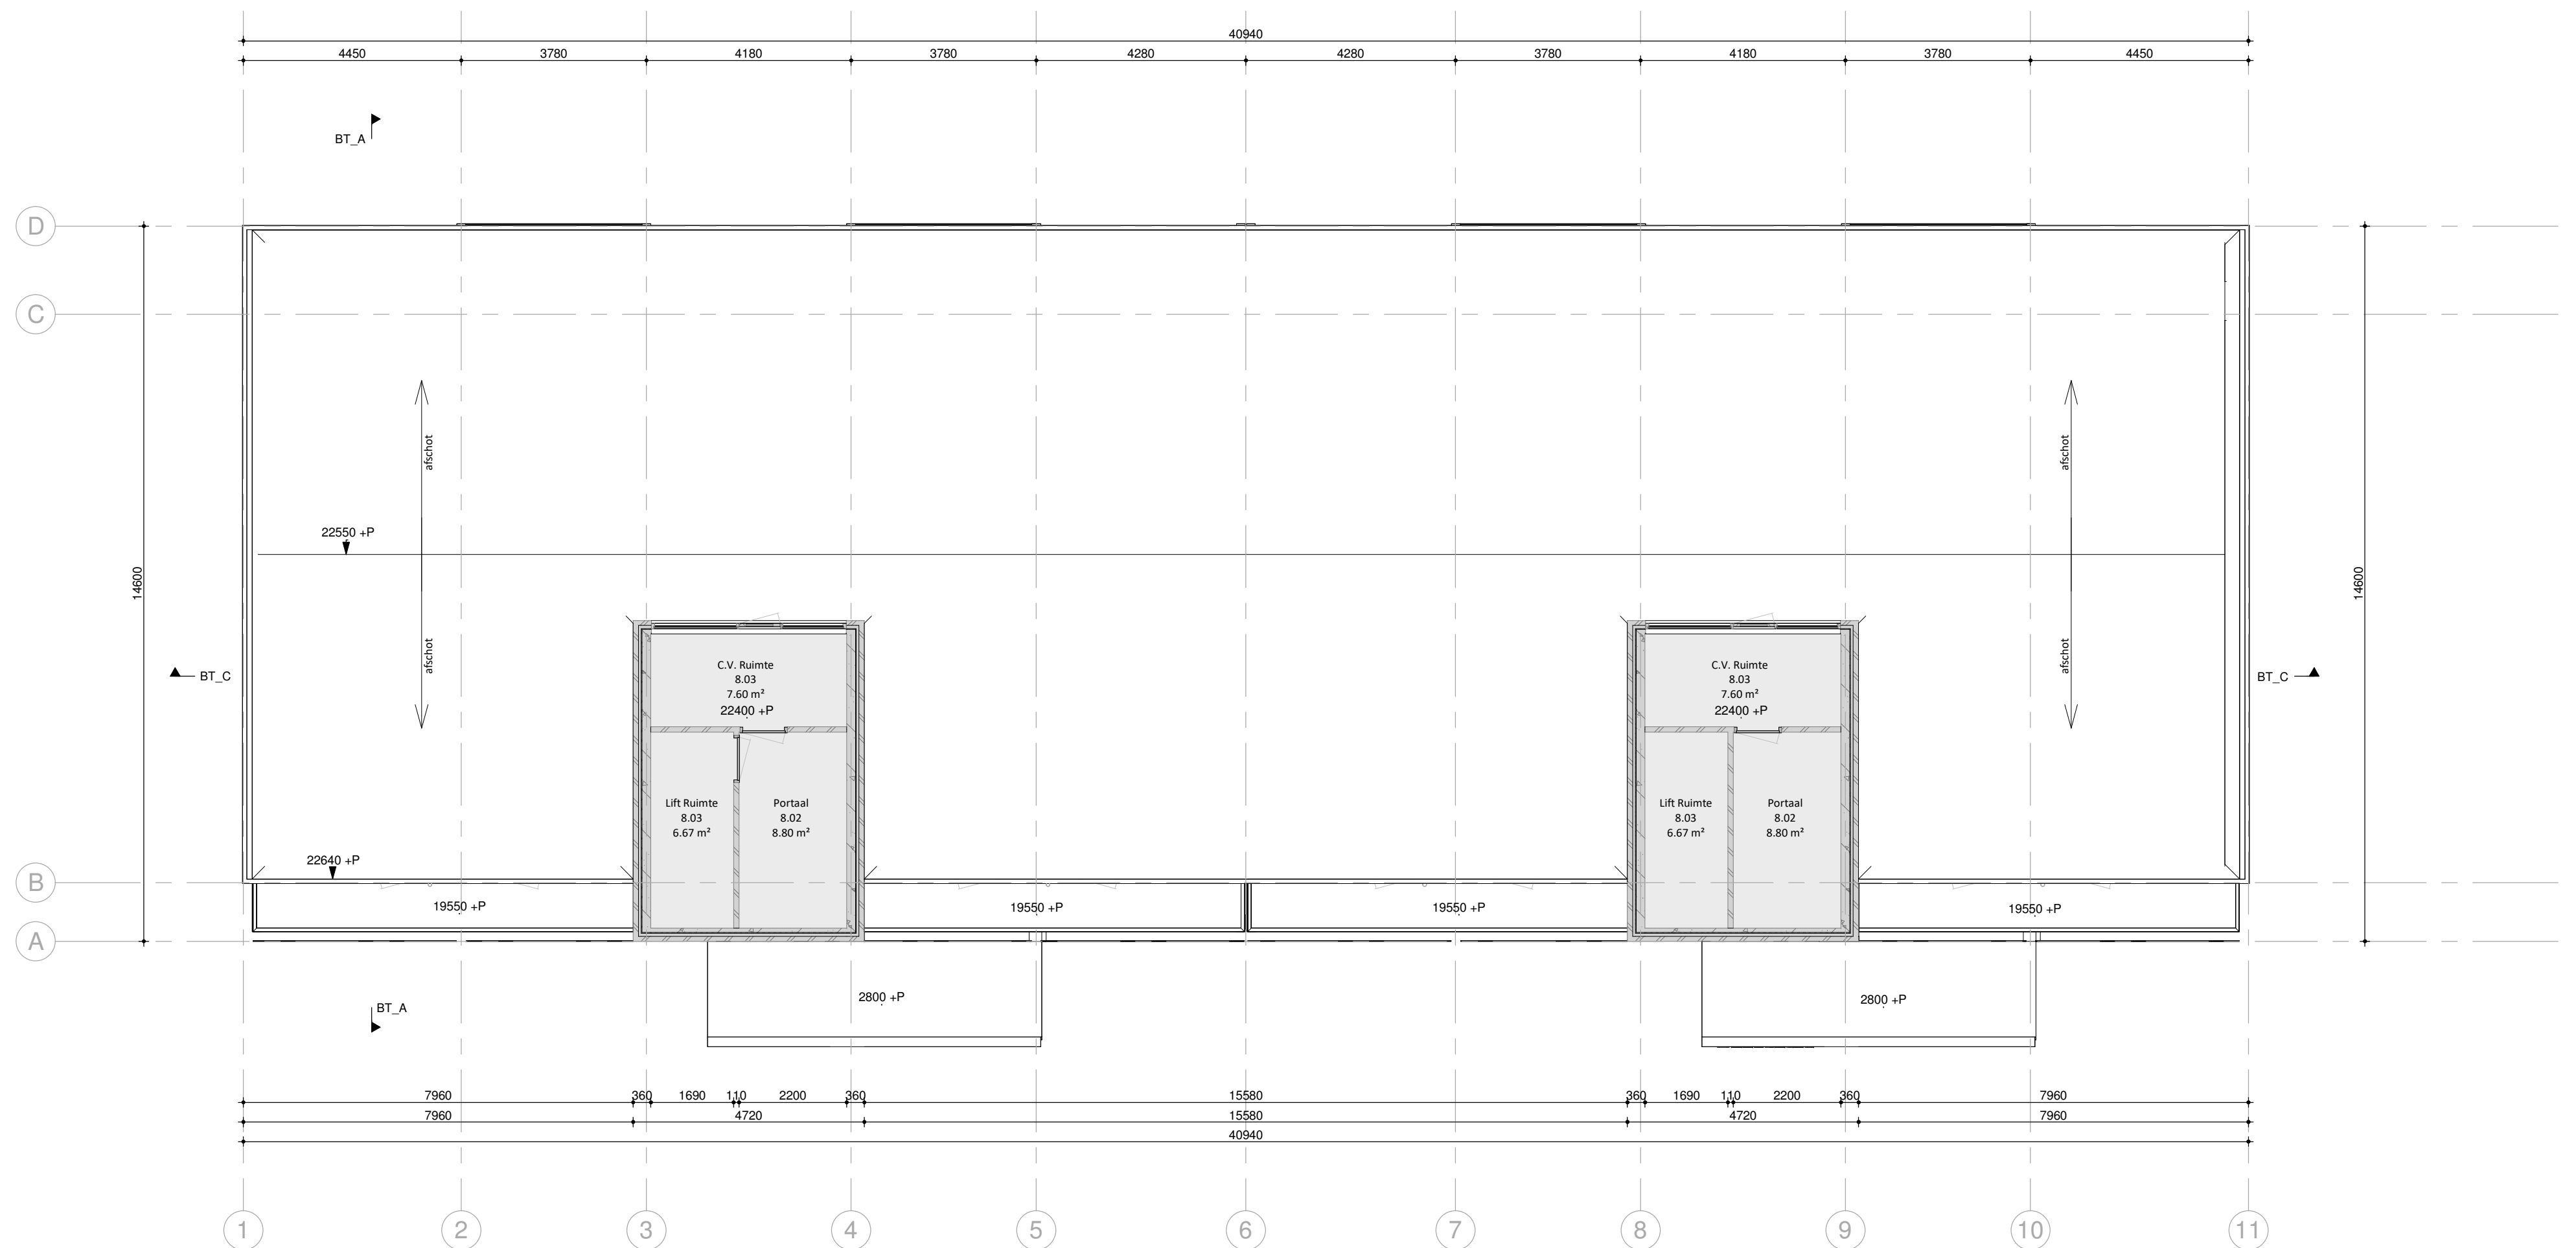 40940
4450 3780 4180 3780 4280 4280 3780 4180 3780 4450
BT_A
D
C
afschot afschot
22550 +P
14600 14600
afschot afschot
BT_C BT_C
C.V. Ruimte
8.03
7.60 m²
22400 +P
C.V. Ruimte
8.03
7.60 m²
22400 +P
Lift Ruimte
8.03
6.67 m²
Portaal
8.02
8.80 m²
Lift Ruimte
8.03
6.67 m²
Portaal
8.02
8.80 m²
22640 +P
B
19550 +P 19550 +P 19550 +P 19550 +P
A
2800 +P 2800 +P
BT_A
7960 360 1690 110 2200 360 15580 360 1690 110 2200 360 7960
7960 4720 15580 4720 7960
40940
1 2 3 4 5 6 7 8 9 10 11